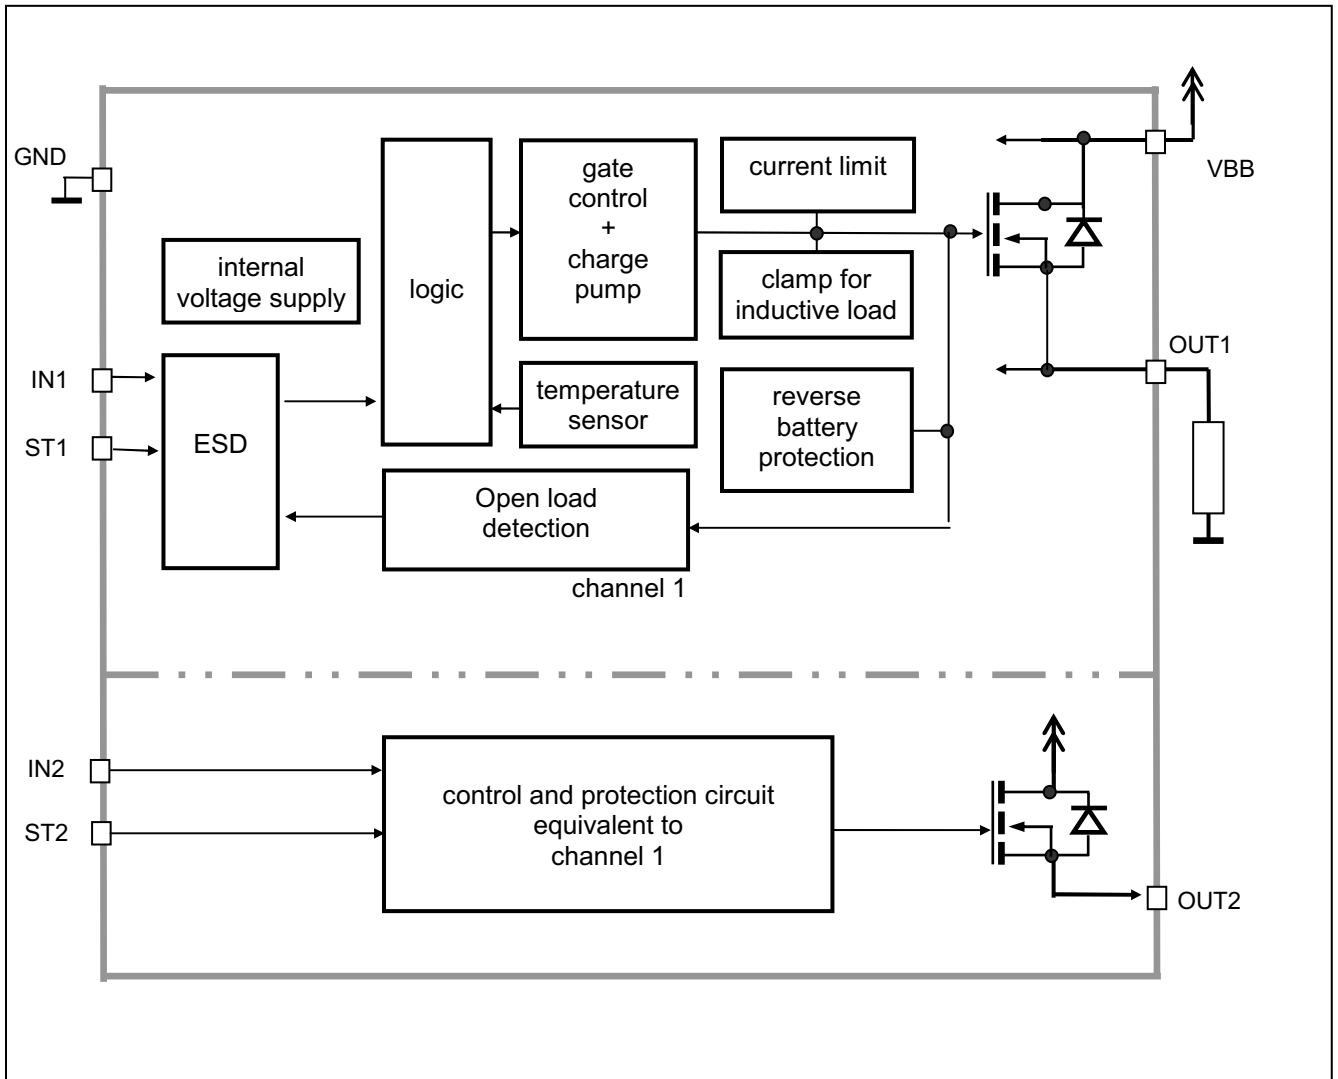 GND
VBB
gate
control
+
charge
pump
current limit
internal
voltage supply
logic
clamp for
inductive load
OUT1
IN1
ST1
ESD
temperature
sensor
reverse
battery
protection
Open load
detection
channel 1
IN2
ST2
control and protection circuit
equivalent to
channel 1
OUT2